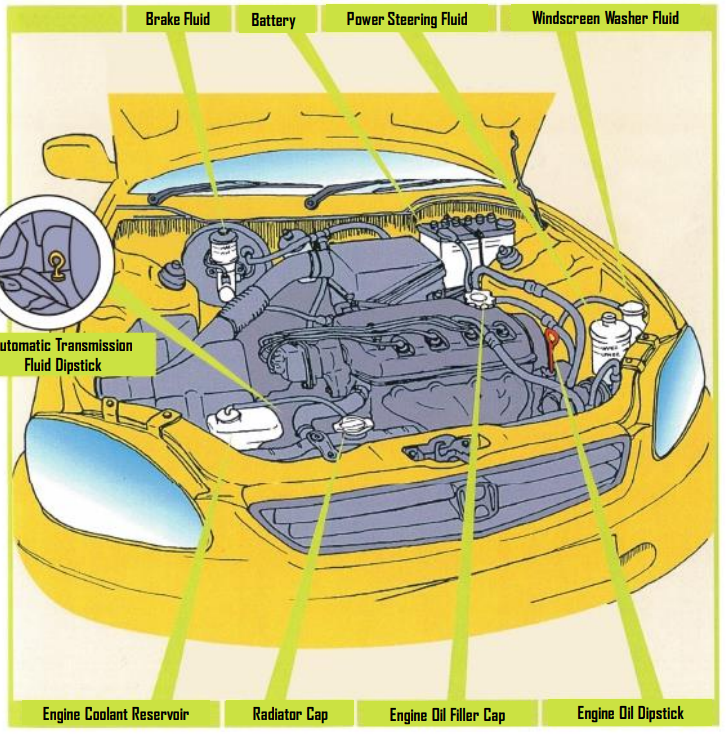 Brake Fluid
Battery
Power Steering Fluid
Windscreen Washer Fluid
utomatic Transmission
Fluid Dipstick
Engine Coolant Reservoir
Radiator Cap
Engine Oil Filler Cap
Engine Oil Dipstick